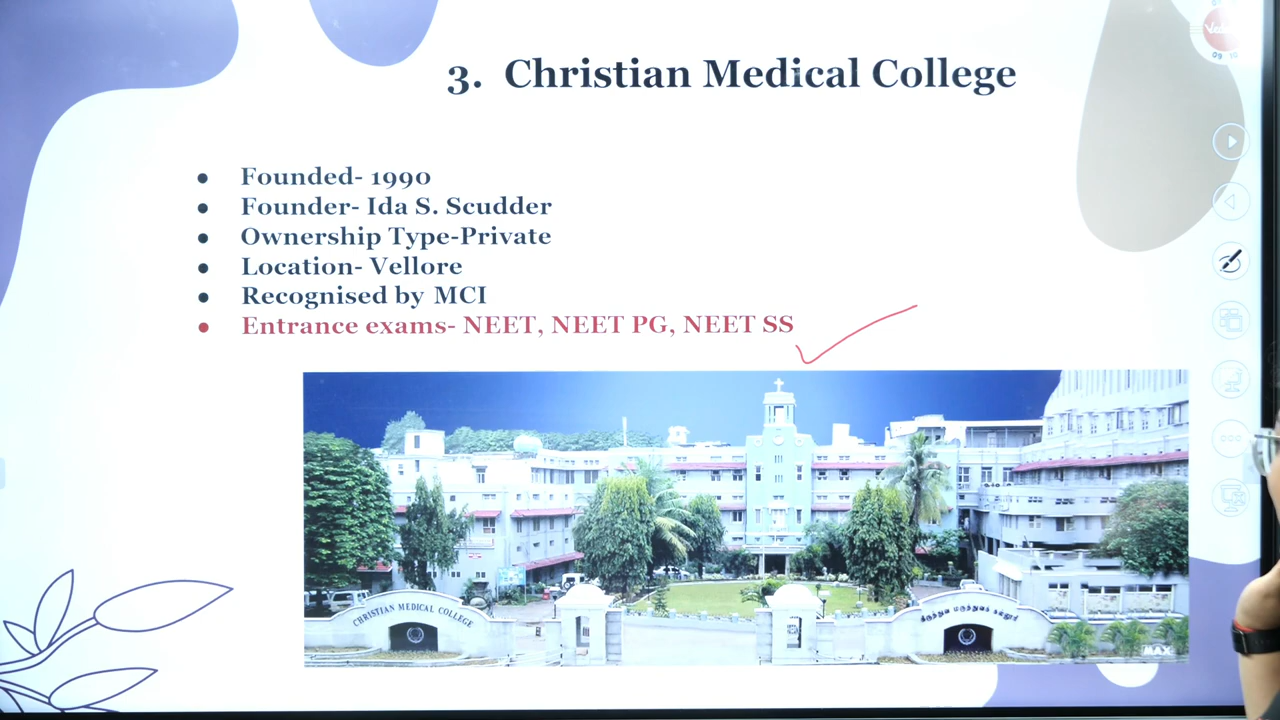 3. Christian Medical College
● Founded- 1990
● Founder- Ida S. Scudder
● Ownership Type-Private
● Location- Vellore
● Recognised by MCI
● Entrance exams- NEET, NEET PG, NEET SS
CHRISTIAN MEDICAL COLLEGE
MAX